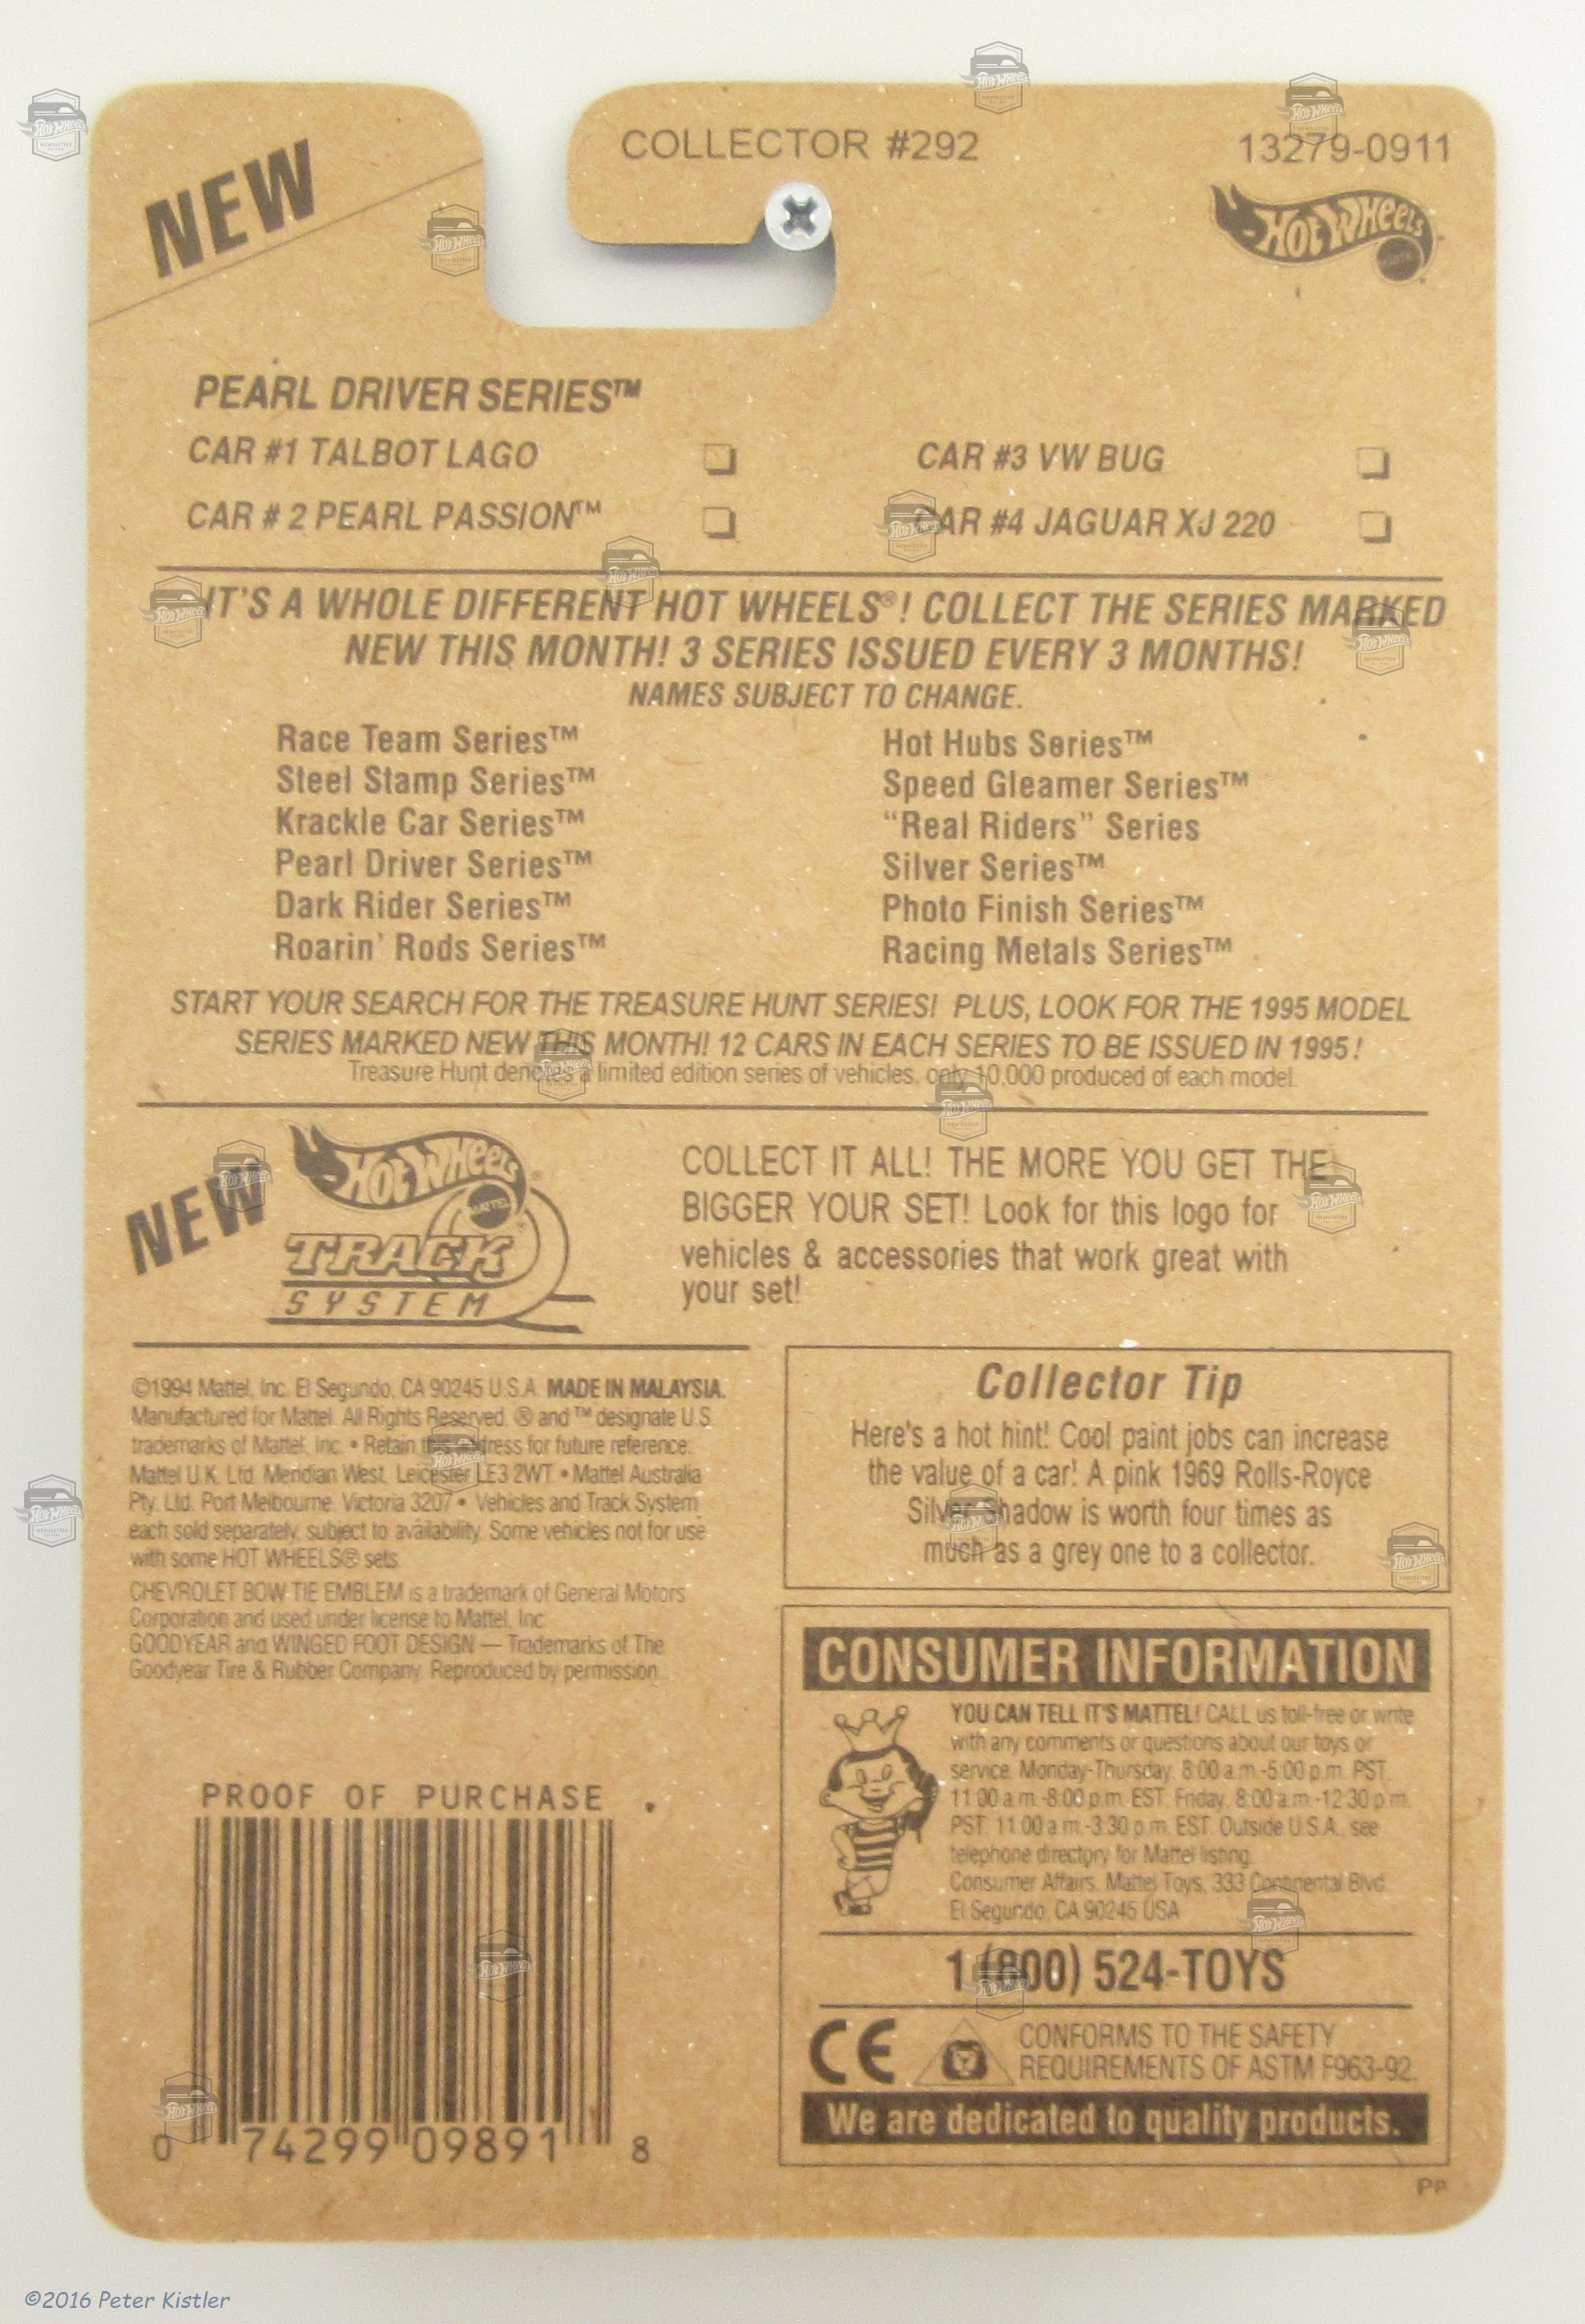 COLLECTOR #292
13279-0911
NEW
HOT WHEELS
MATTEL
PEARL DRIVER SERIES™
CAR #1 TALBOT LAGO
CAR #3 VW BUG
CAR # 2 PEARL PASSION™
CAR #4 JAGUAR XJ 220
IT'S A WHOLE DIFFERENT HOT WHEELS®! COLLECT THE SERIES MARKED
NEW THIS MONTH! 3 SERIES ISSUED EVERY 3 MONTHS!
NAMES SUBJECT TO CHANGE.
Race Team Series™
Steel Stamp Series™
Krackle Car Series™
Pearl Driver Series™
Dark Rider Series™
Roarin' Rods Series™
Hot Hubs Series™
Speed Gleamer Series™
“Real Riders” Series
Silver Series™
Photo Finish Series™
Racing Metals Series™
START YOUR SEARCH FOR THE TREASURE HUNT SERIES! PLUS, LOOK FOR THE 1995 MODEL
SERIES MARKED NEW THIS MONTH! 12 CARS IN EACH SERIES TO BE ISSUED IN 1995!
Treasure Hunt denotes a limited edition series of vehicles, only 10,000 produced of each model.
NEW
HOT WHEELS®
MATTEL
TRACK
SYSTEM
COLLECT IT ALL! THE MORE YOU GET THE
BIGGER YOUR SET! Look for this logo for
vehicles & accessories that work great with
your set!
©1994 Mattel, Inc. El Segundo, CA 90245 U.S.A. MADE IN MALAYSIA.
Manufactured for Mattel. All Rights Reserved. ® and ™ designate U.S.
trademarks of Mattel, Inc. • Retain this address for future reference:
Mattel U.K. Ltd. Meridian West, Leicester LE3 2WT. • Mattel Australia
Pty. Ltd. Port Melbourne, Victoria 3207 • Vehicles and Track System
each sold separately, subject to availability. Some vehicles not for use
with some HOT WHEELS® sets.
CHEVROLET BOW TIE EMBLEM is a trademark of General Motors
Corporation and used under license to Mattel, Inc.
GOODYEAR and WINGED FOOT DESIGN — Trademarks of The
Goodyear Tire & Rubber Company. Reproduced by permission.
Collector Tip
Here's a hot hint! Cool paint jobs can increase
the value of a car! A pink 1969 Rolls-Royce
Silver Shadow is worth four times as
much as a grey one to a collector.
CONSUMER INFORMATION
YOU CAN TELL IT'S MATTEL! CALL us toll-free or write
with any comments or questions about our toys or
service. Monday-Thursday, 8:00 a.m.-5:00 p.m. PST,
11:00 a.m.-8:00 p.m. EST. Friday, 8:00 a.m.-12:30 p.m.
PST, 11:00 a.m.-3:30 p.m. EST. Outside U.S.A., see
telephone directory for Mattel listing.
Consumer Affairs, Mattel Toys, 333 Continental Blvd.
El Segundo, CA 90245 USA
1 (800) 524-TOYS
CE
CONFORMS TO THE SAFETY
REQUIREMENTS OF ASTM F963-92.
We are dedicated to quality products.
PROOF OF PURCHASE
0 74299 09891 8
PP
©2016 Peter Kistler